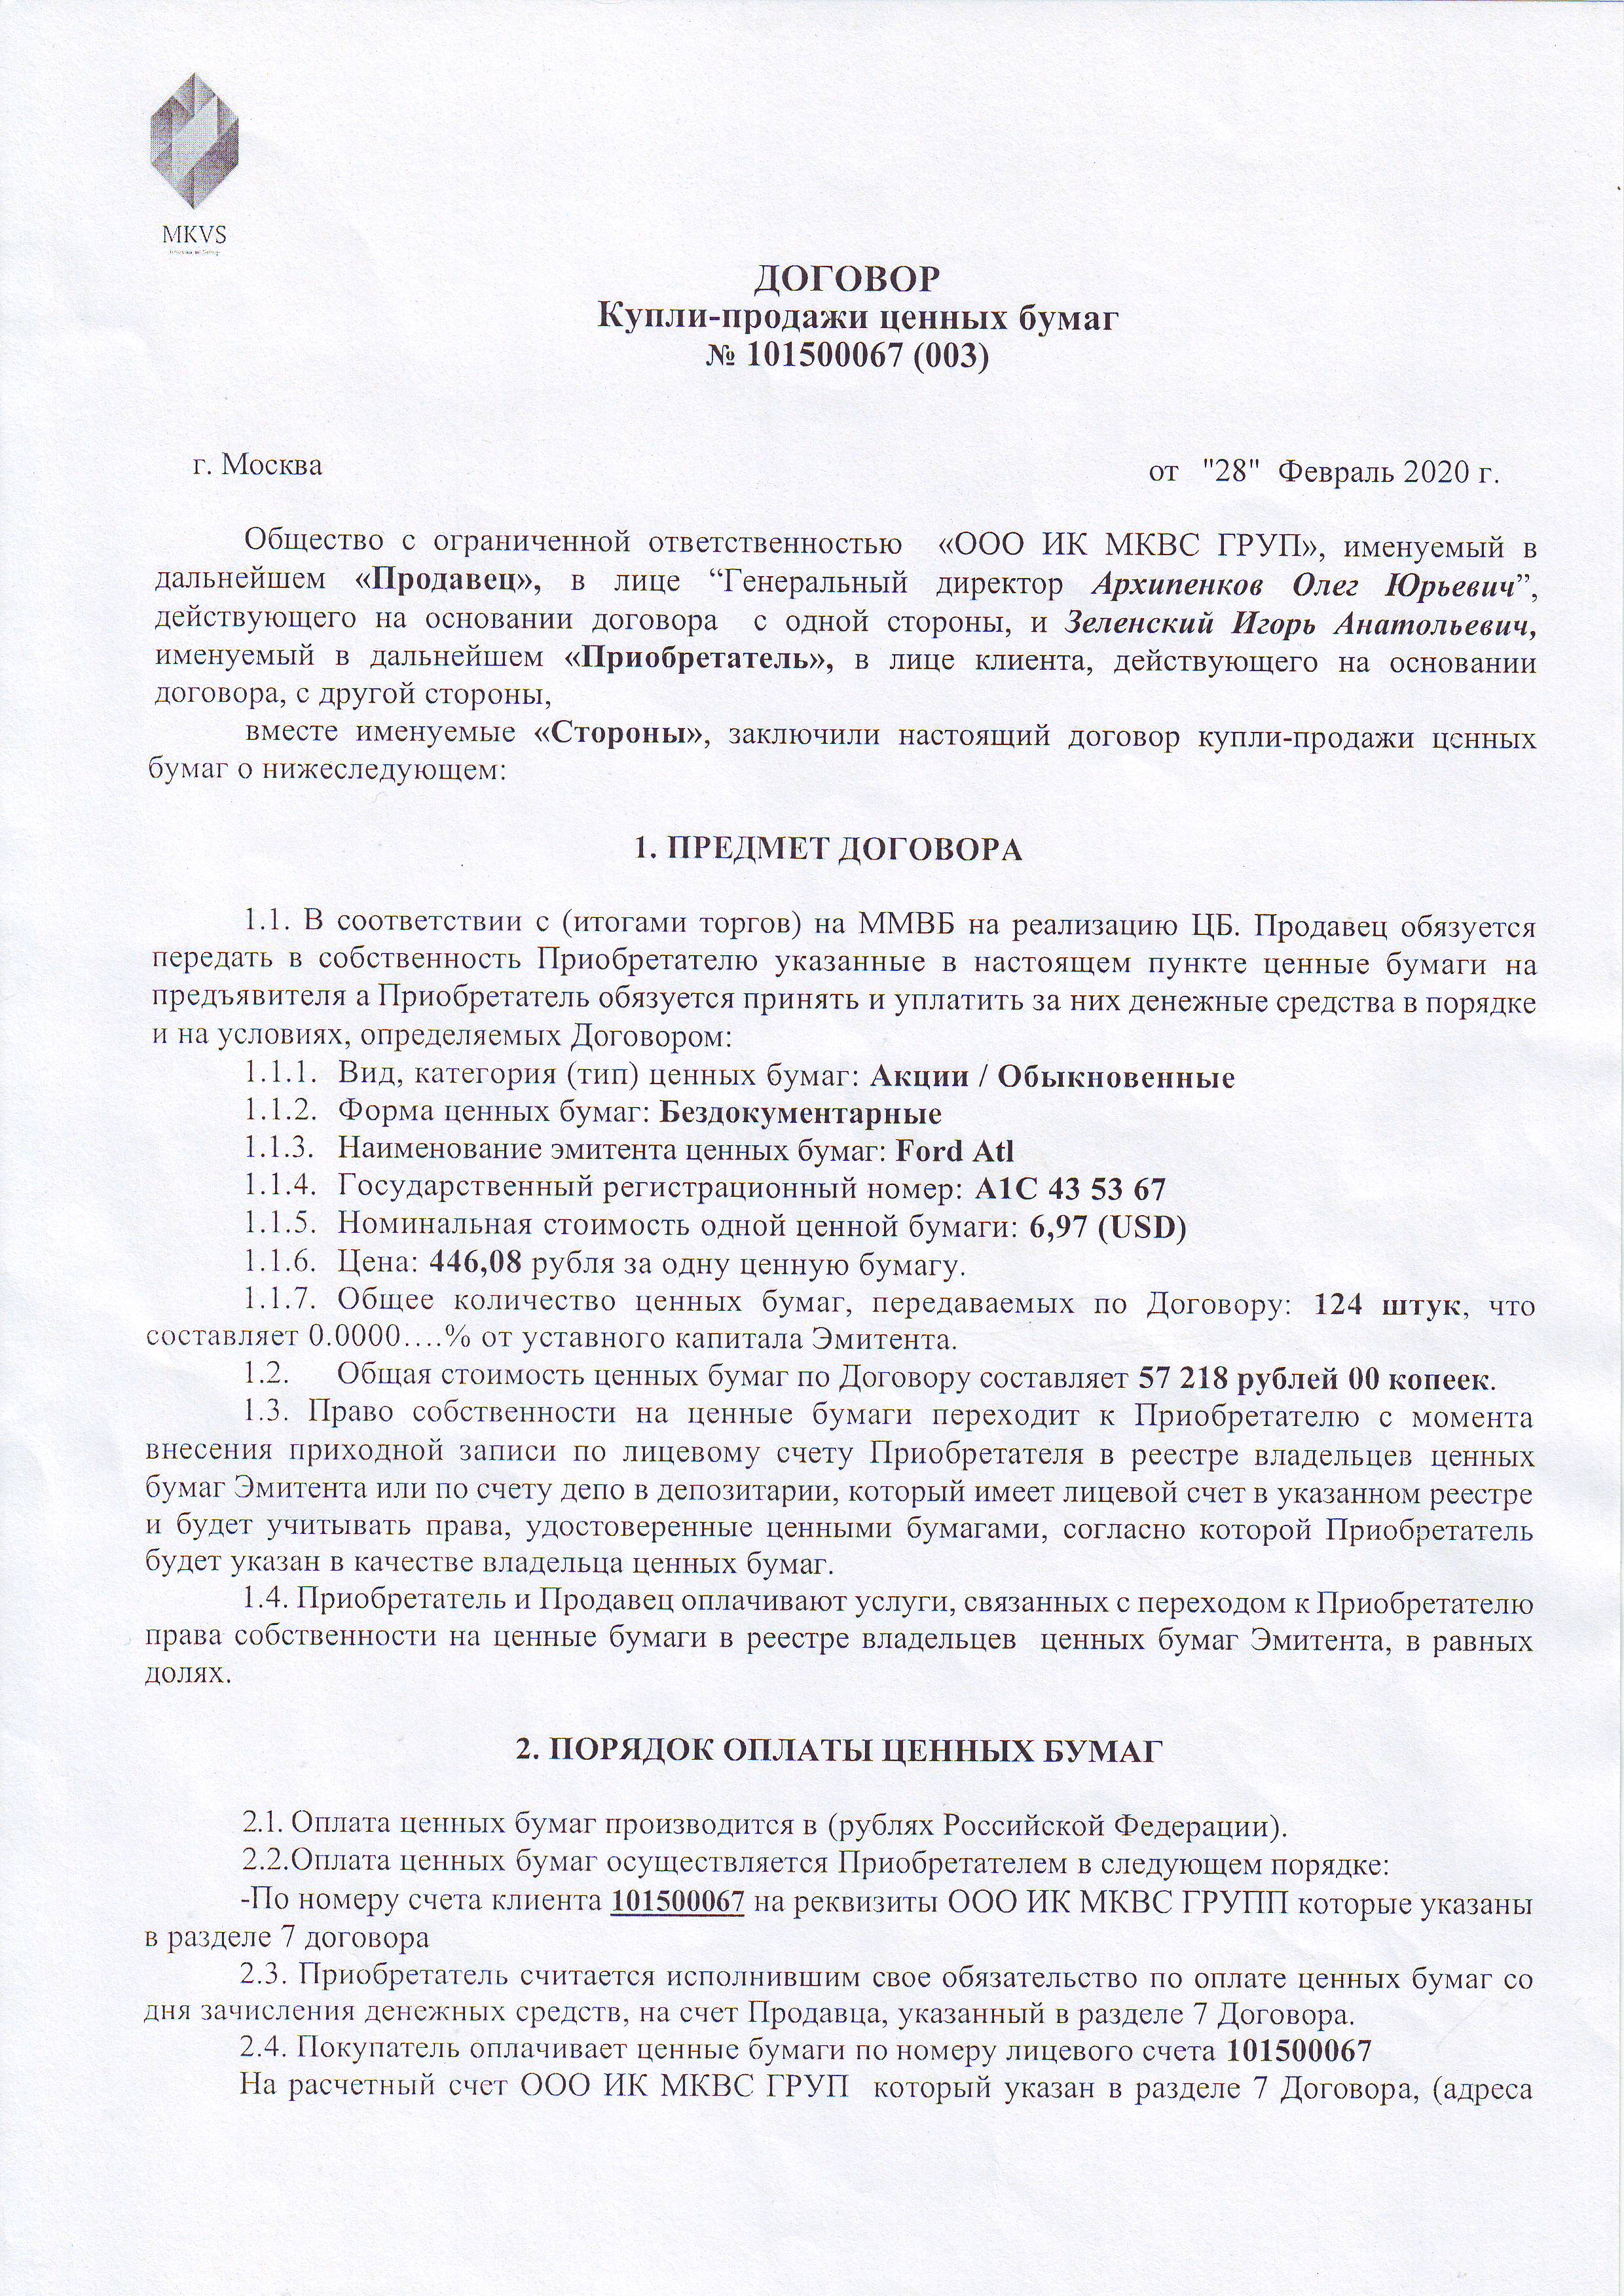 MKVS
ДОГОВОР
Купли-продажи ценных бумаг
№ 101500067 (003)
г. Москва
от "28" Февраль 2020 г.
Общество с ограниченной ответственностью «ООО ИК МКВС ГРУП», именуемый в
дальнейшем «Продавец», в лице “Генеральный директор Архипенков Олег Юрьевич”,
действующего на основании договора с одной стороны, и Зеленский Игорь Анатольевич,
именуемый в дальнейшем «Приобретатель», в лице клиента, действующего на основании
договора, с другой стороны,
вместе именуемые «Стороны», заключили настоящий договор купли-продажи ценных
бумаг о нижеследующем:
1. ПРЕДМЕТ ДОГОВОРА
1.1. В соответствии с (итогами торгов) на ММВБ на реализацию ЦБ. Продавец обязуется
передать в собственность Приобретателю указанные в настоящем пункте ценные бумаги на
предъявителя а Приобретатель обязуется принять и уплатить за них денежные средства в порядке
и на условиях, определяемых Договором:
1.1.1. Вид, категория (тип) ценных бумаг: Акции / Обыкновенные
1.1.2. Форма ценных бумаг: Бездокументарные
1.1.3. Наименование эмитента ценных бумаг: Ford Atl
1.1.4. Государственный регистрационный номер: A1C 43 53 67
1.1.5. Номинальная стоимость одной ценной бумаги: 6,97 (USD)
1.1.6. Цена: 446,08 рубля за одну ценную бумагу.
1.1.7. Общее количество ценных бумаг, передаваемых по Договору: 124 штук, что
составляет 0.0000….% от уставного капитала Эмитента.
1.2. Общая стоимость ценных бумаг по Договору составляет 57 218 рублей 00 копеек.
1.3. Право собственности на ценные бумаги переходит к Приобретателю с момента
внесения приходной записи по лицевому счету Приобретателя в реестре владельцев ценных
бумаг Эмитента или по счету депо в депозитарии, который имеет лицевой счет в указанном реестре
и будет учитывать права, удостоверенные ценными бумагами, согласно которой Приобретатель
будет указан в качестве владельца ценных бумаг.
1.4. Приобретатель и Продавец оплачивают услуги, связанных с переходом к Приобретателю
права собственности на ценные бумаги в реестре владельцев ценных бумаг Эмитента, в равных
долях.
2. ПОРЯДОК ОПЛАТЫ ЦЕННЫХ БУМАГ
2.1. Оплата ценных бумаг производится в (рублях Российской Федерации).
2.2.Оплата ценных бумаг осуществляется Приобретателем в следующем порядке:
-По номеру счета клиента 101500067 на реквизиты ООО ИК МКВС ГРУПП которые указаны
в разделе 7 договора
2.3. Приобретатель считается исполнившим свое обязательство по оплате ценных бумаг со
дня зачисления денежных средств, на счет Продавца, указанный в разделе 7 Договора.
2.4. Покупатель оплачивает ценные бумаги по номеру лицевого счета 101500067
На расчетный счет ООО ИК МКВС ГРУП который указан в разделе 7 Договора, (адреса